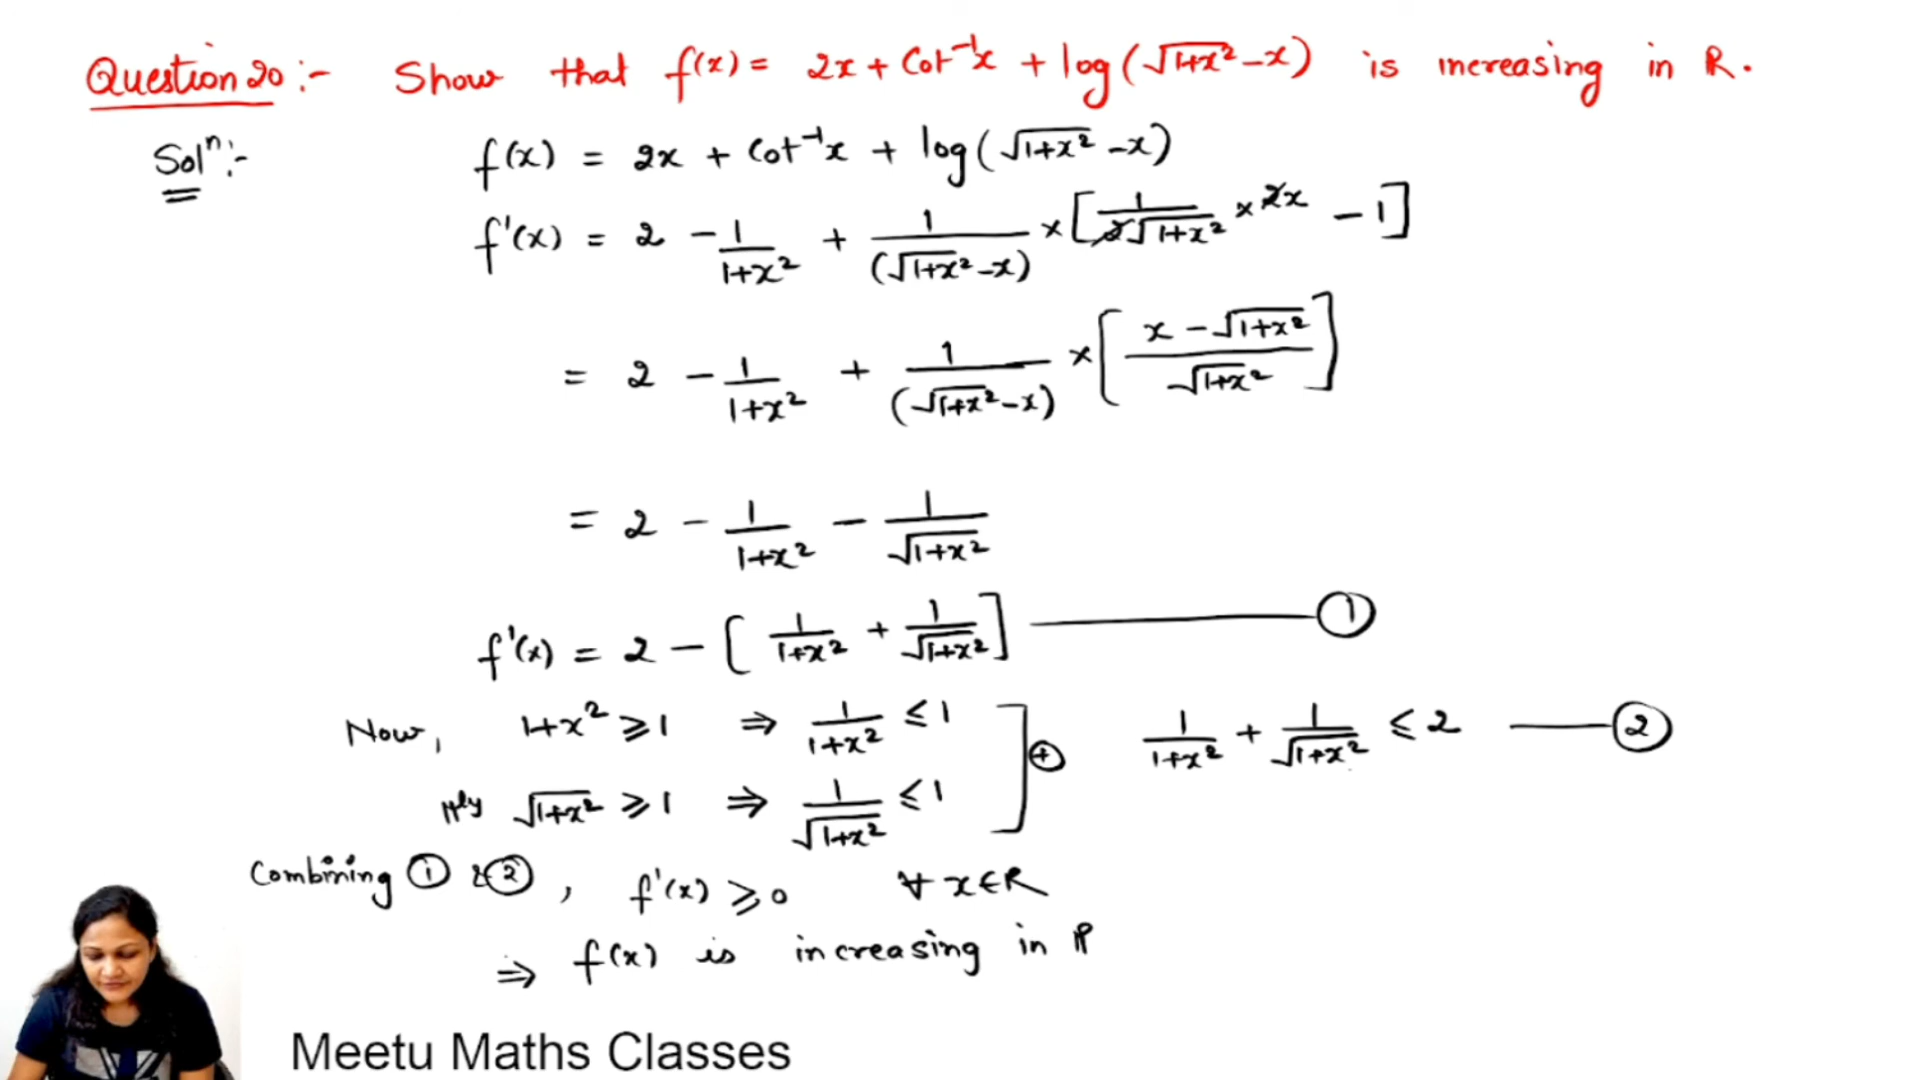 Question 20 :- Show that f(x) = 2x + Cot⁻¹x + log(√1+x² -x) is increasing in R.
Solⁿ:- f(x) = 2x + Cot⁻¹x + log(√1+x² -x)
f'(x) = 2 - 1/1+x² + 1/(√1+x² -x) × [1/2√1+x² × 2x - 1]
= 2 - 1/1+x² + 1/(√1+x² -x) × [x - √1+x² / √1+x²]
= 2 - 1/1+x² - 1/√1+x²
f'(x) = 2 - [1/1+x² + 1/√1+x²] —— ①
Now, 1+x² ≥ 1 ⇒ 1/1+x² ≤ 1
lllly √1+x² ≥ 1 ⇒ 1/√1+x² ≤ 1 ] ⊕ 1/1+x² + 1/√1+x² ≤ 2 —— ②
Combining ① & ②, f'(x) ≥ 0 ∀ x ∈ R
⇒ f(x) is increasing in R
Meetu Maths Classes